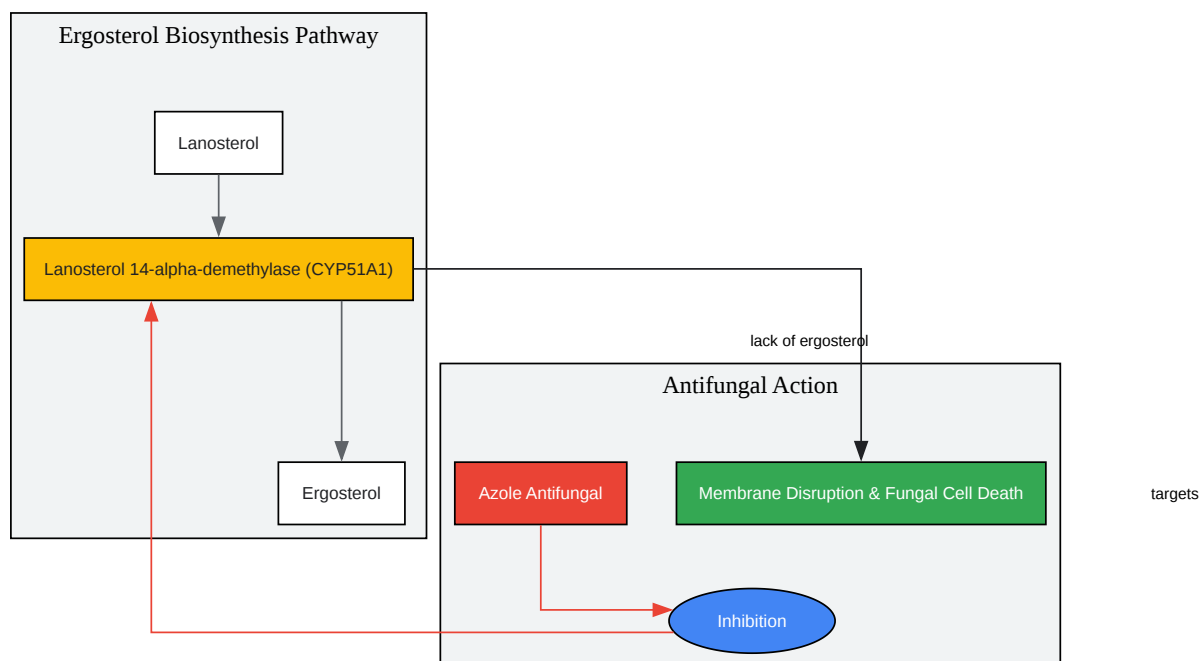 Ergosterol Biosynthesis Pathway
Lanosterol
Lanosterol 14-alpha-demethylase (CYP51A1)
lack of ergosterol
Antifungal Action
Ergosterol
Azole Antifungal
Membrane Disruption & Fungal Cell Death
targets
Inhibition